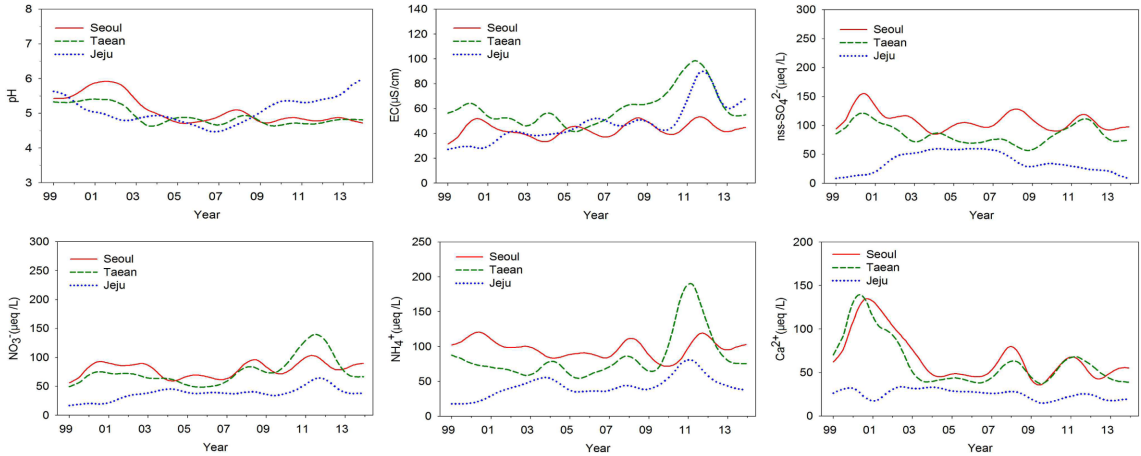 8
7
6
5
4
3
pH
Seoul
Taean
Jeju
99 01 03 05 07 09 11 13
Year
140
120
100
80
60
40
20
0
EC(µS/cm)
Seoul
Taean
Jeju
99 01 03 05 07 09 11 13
Year
300
250
200
150
100
50
0
nss-SO₄²⁻(µeq /L)
Seoul
Taean
Jeju
99 01 03 05 07 09 11 13
Year
300
250
200
150
100
50
0
NO₃⁻(µeq /L)
Seoul
Taean
Jeju
99 01 03 05 07 09 11 13
Year
250
200
150
100
50
0
NH₄⁺(µeq /L)
Seoul
Taean
Jeju
99 01 03 05 07 09 11 13
Year
200
150
100
50
0
Ca²⁺(µeq /L)
Seoul
Taean
Jeju
99 01 03 05 07 09 11 13
Year